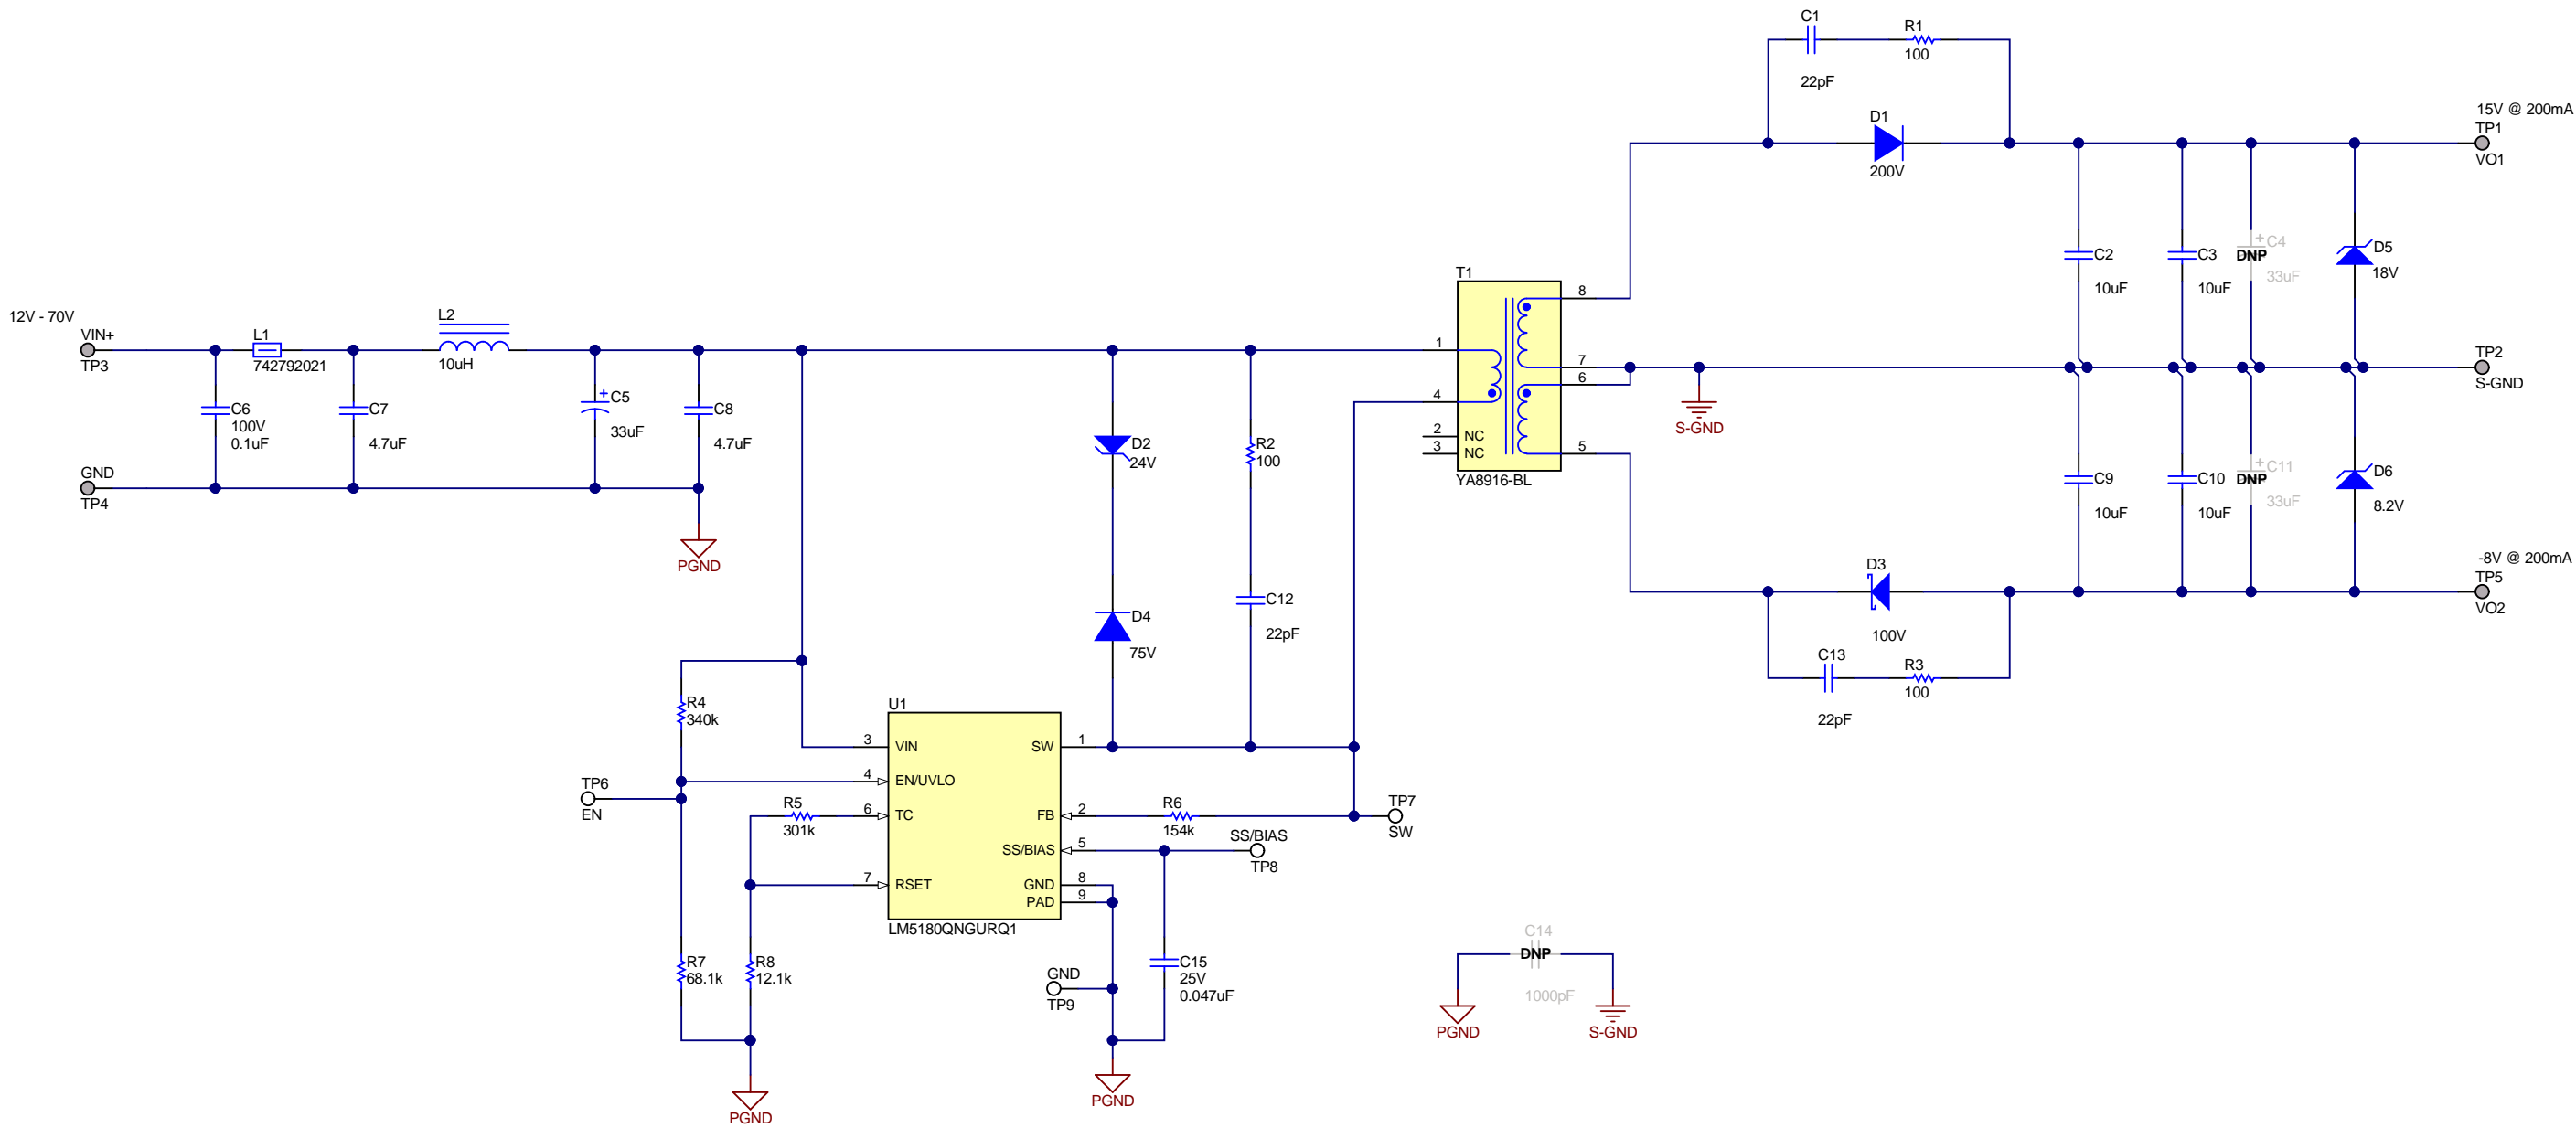 C1
R1
100
22pF
15V @ 200mA
TP1
VO1
D1
200V
C2
10uF
C3
10uF
C4
DNP
33uF
D5
18V
T1
8
1
7
6
4
2
NC
3
NC
5
YA8916-BL
12V - 70V
VIN+
TP3
L1
742792021
L2
10uH
C6
100V
0.1uF
C7
4.7uF
C5
33uF
C8
4.7uF
GND
TP4
PGND
D2
24V
R2
100
D4
75V
C12
22pF
TP2
S-GND
S-GND
C9
10uF
C10
10uF
C11
DNP
33uF
D6
8.2V
-8V @ 200mA
TP5
VO2
D3
100V
C13
R3
100
22pF
R4
340k
U1
3
VIN
SW
1
4
EN/UVLO
TP6
EN
R5
301k
6
TC
FB
2
R6
154k
TP7
SW
SS/BIAS
5
SS/BIAS
TP8
7
RSET
GND
8
PAD
9
LM5180QNGURQ1
R7
68.1k
R8
12.1k
GND
TP9
C15
25V
0.047uF
PGND
PGND
C14
DNP
1000pF
PGND
S-GND